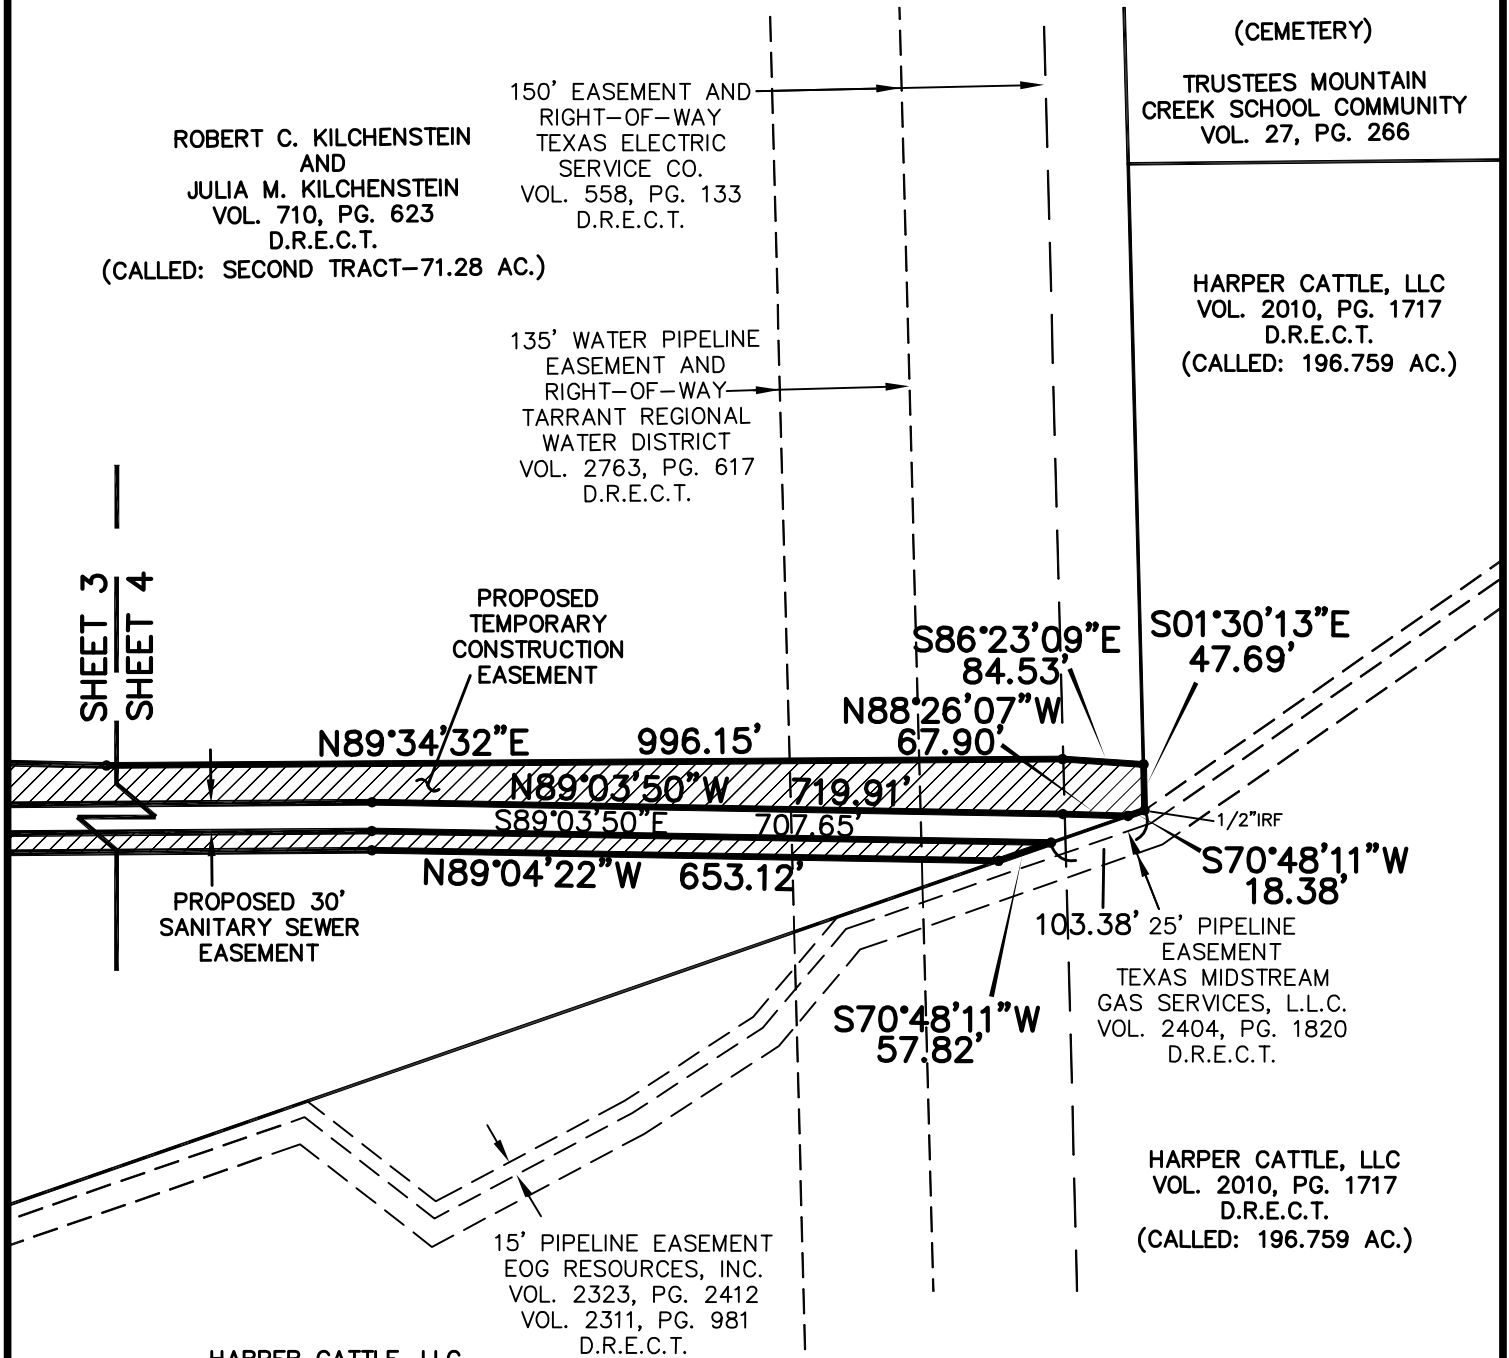 (CEMETERY)
TRUSTEES MOUNTAIN
CREEK SCHOOL COMMUNITY
VOL. 27, PG. 266
150' EASEMENT AND
RIGHT-OF-WAY
TEXAS ELECTRIC
SERVICE CO.
VOL. 558, PG. 133
D.R.E.C.T.
ROBERT C. KILCHENSTEIN
AND
JULIA M. KILCHENSTEIN
VOL. 710, PG. 623
D.R.E.C.T.
(CALLED: SECOND TRACT-71.28 AC.)
HARPER CATTLE, LLC
VOL. 2010, PG. 1717
D.R.E.C.T.
(CALLED: 196.759 AC.)
135' WATER PIPELINE
EASEMENT AND
RIGHT-OF-WAY
TARRANT REGIONAL
WATER DISTRICT
VOL. 2763, PG. 617
D.R.E.C.T.
SHEET 3
SHEET 4
PROPOSED
TEMPORARY
CONSTRUCTION
EASEMENT
S86°23'09"E
84.53'
S01°30'13"E
47.69'
N88°26'07"W
67.90'
N89°34'32"E 996.15'
N89°03'50"W 719.91'
S89°03'50"E 707.65'
N89°04'22"W 653.12'
1/2"IRF
S70°48'11"W
18.38'
PROPOSED 30'
SANITARY SEWER
EASEMENT
103.38'
25' PIPELINE
EASEMENT
TEXAS MIDSTREAM
GAS SERVICES, L.L.C.
VOL. 2404, PG. 1820
D.R.E.C.T.
S70°48'11"W
57.82'
HARPER CATTLE, LLC
VOL. 2010, PG. 1717
D.R.E.C.T.
(CALLED: 196.759 AC.)
15' PIPELINE EASEMENT
EOG RESOURCES, INC.
VOL. 2323, PG. 2412
VOL. 2311, PG. 981
D.R.E.C.T.
HARPER CATTLE, LLC